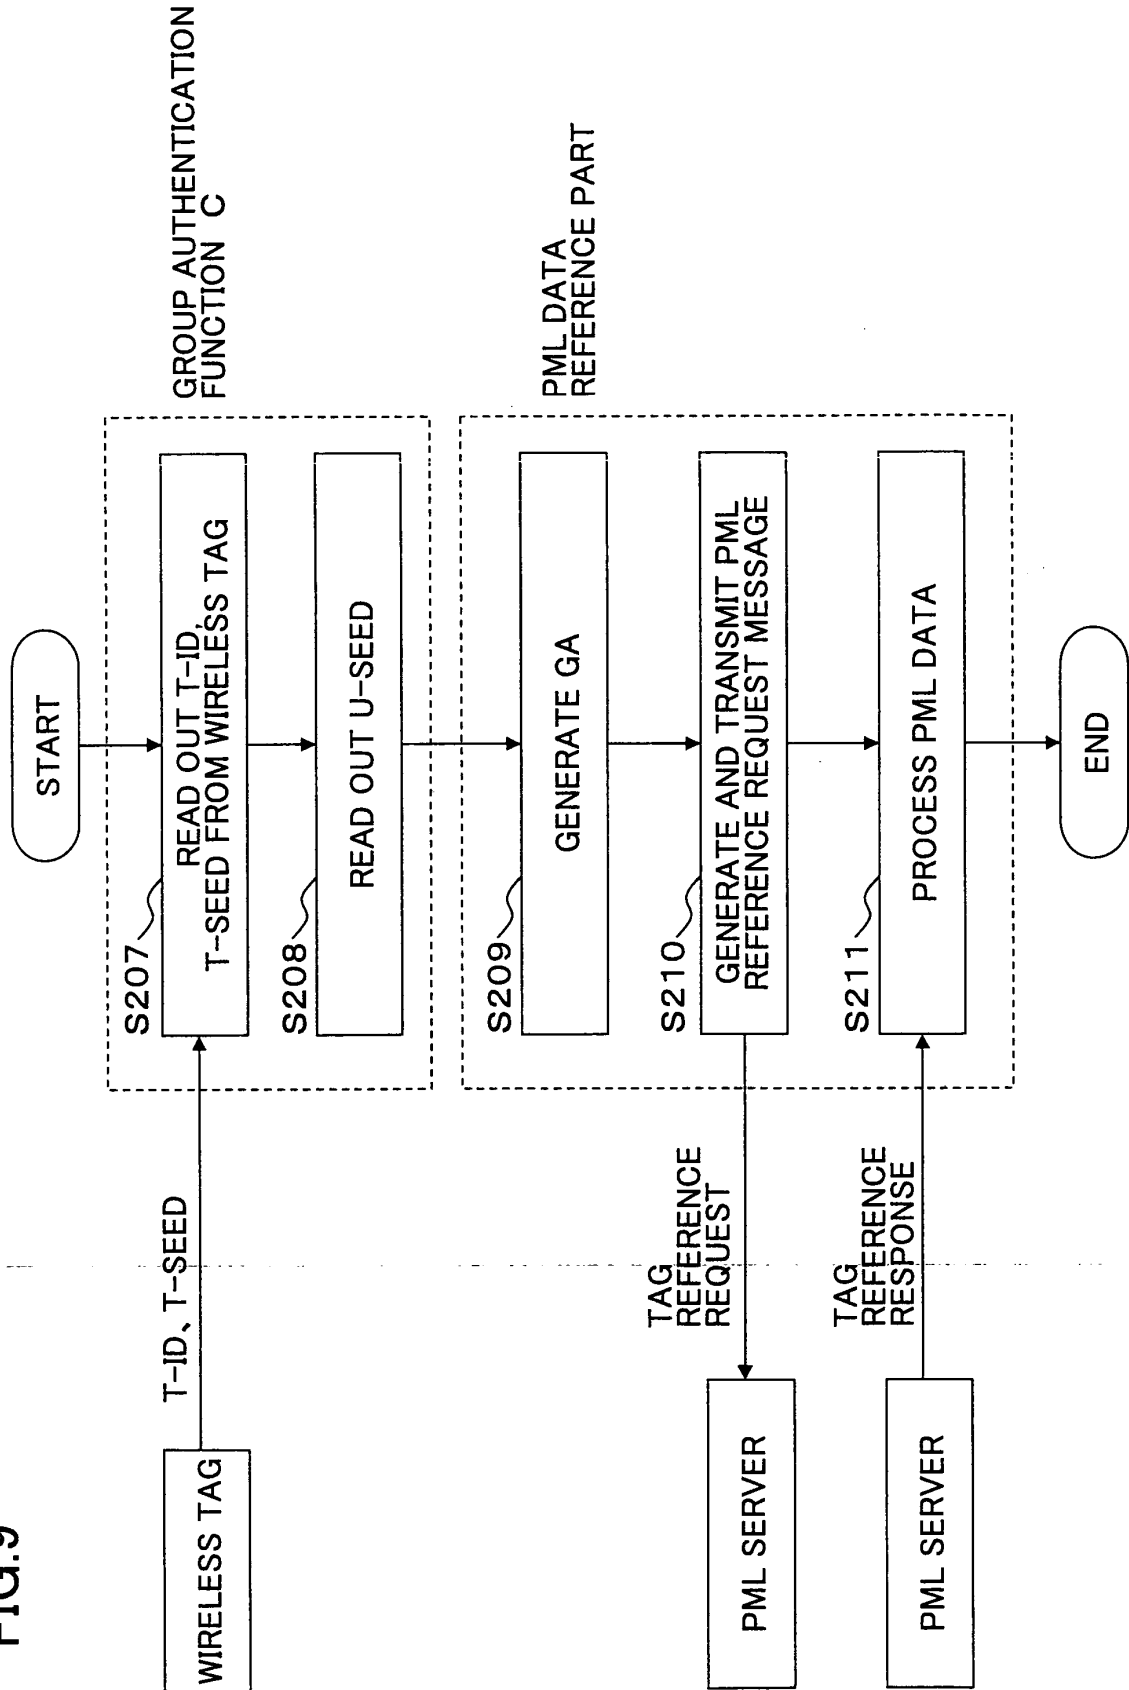 FIG.9
START
GROUP AUTHENTICATION
FUNCTION C
S207
READ OUT T-ID,
T-SEED FROM WIRELESS TAG
T-ID、T-SEED
WIRELESS TAG
S208
READ OUT U-SEED
PML DATA
REFERENCE PART
S209
GENERATE GA
S210
GENERATE AND TRANSMIT PML
REFERENCE REQUEST MESSAGE
TAG
REFERENCE
REQUEST
PML SERVER
S211
PROCESS PML DATA
TAG
REFERENCE
RESPONSE
PML SERVER
END